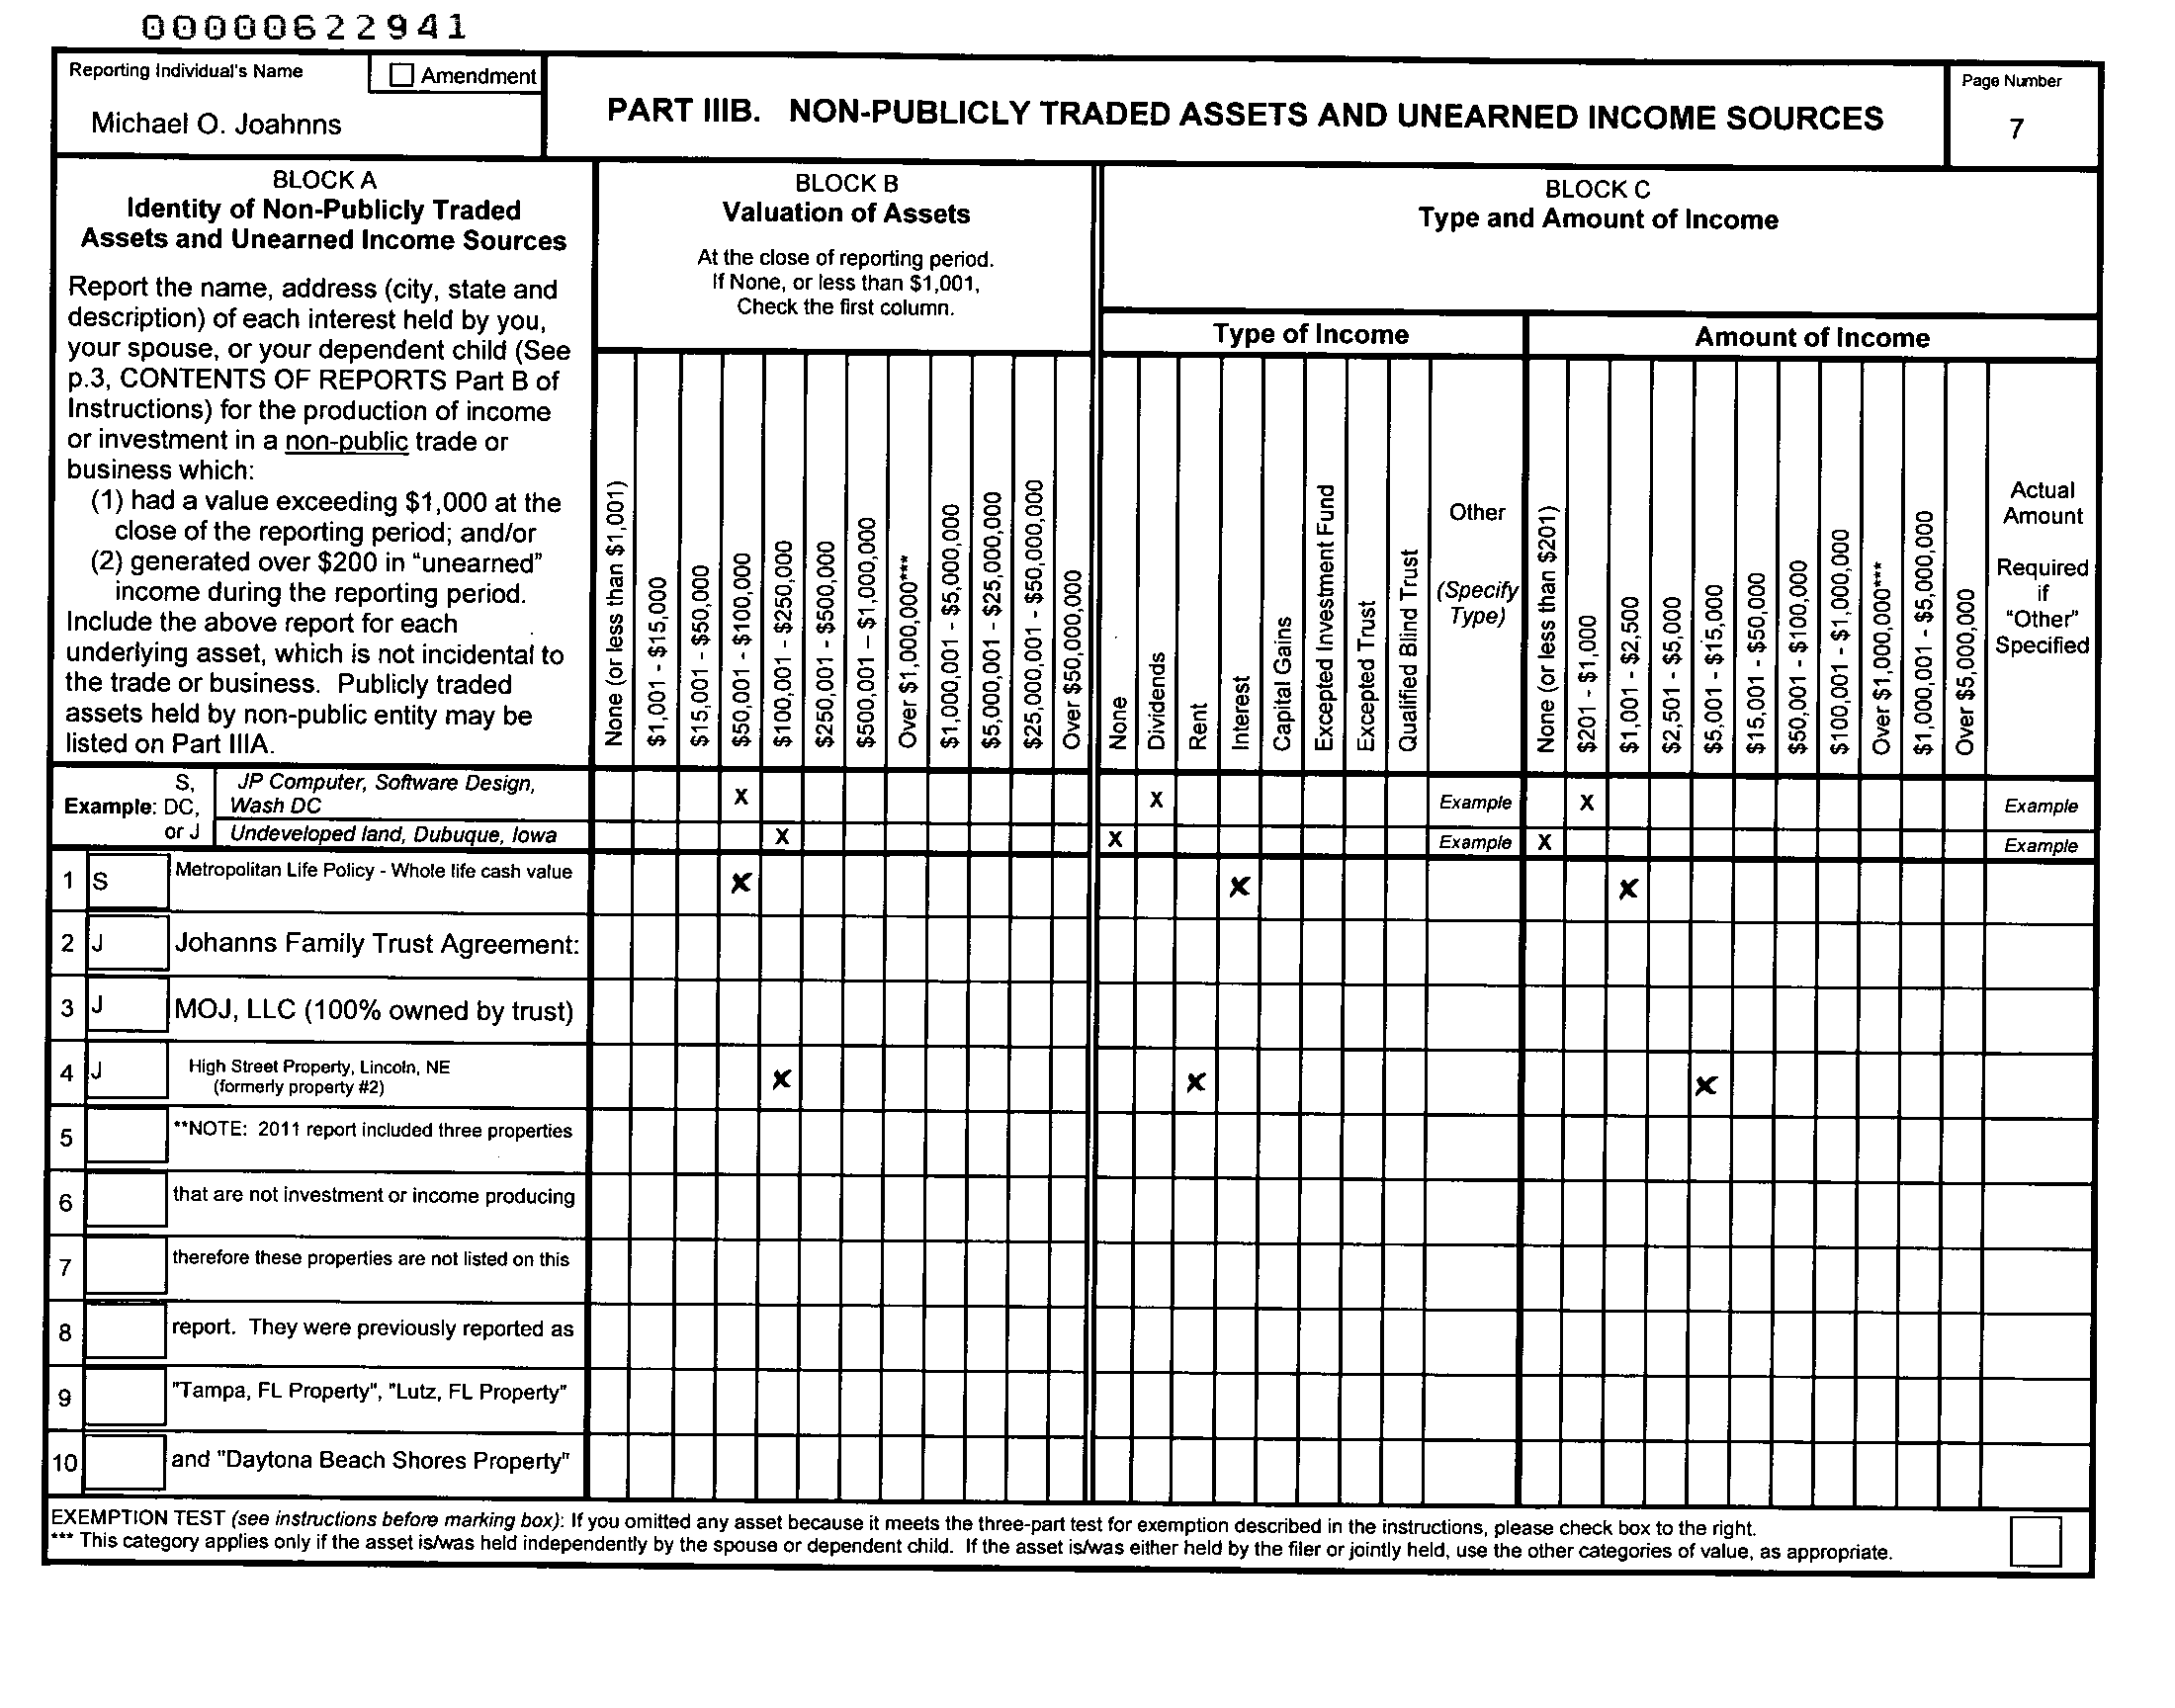 00000622941
Reporting Individual's Name
Amendment
Michael O. Joahnns
PART IIIB. NON-PUBLICLY TRADED ASSETS AND UNEARNED INCOME SOURCES
Page Number
7
BLOCK A
Identity of Non-Publicly Traded
Assets and Unearned Income Sources
Report the name, address (city, state and
description) of each interest held by you,
your spouse, or your dependent child (See
p.3, CONTENTS OF REPORTS Part B of
Instructions) for the production of income
or investment in a non-public trade or
business which:
(1) had a value exceeding $1,000 at the
close of the reporting period; and/or
(2) generated over $200 in "unearned"
income during the reporting period.
Include the above report for each
underlying asset, which is not incidental to
the trade or business. Publicly traded
assets held by non-public entity may be
listed on Part IIIA.
BLOCK B
Valuation of Assets
At the close of reporting period.
If None, or less than $1,001,
Check the first column.
None (or less than $1,001)
$1,001 - $15,000
$15,001 - $50,000
$50,001 - $100,000
$100,001 - $250,000
$250,001 - $500,000
$500,001 – $1,000,000
Over $1,000,000***
$1,000,001 - $5,000,000
$5,000,001 - $25,000,000
$25,000,001 - $50,000,000
Over $50,000,000
BLOCK C
Type and Amount of Income
Type of Income
None
Dividends
Rent
Interest
Capital Gains
Excepted Investment Fund
Excepted Trust
Qualified Blind Trust
Other
(Specify
Type)
Amount of Income
None (or less than $201)
$201 - $1,000
$1,001 - $2,500
$2,501 - $5,000
$5,001 - $15,000
$15,001 - $50,000
$50,001 - $100,000
$100,001 - $1,000,000
Over $1,000,000***
$1,000,001 - $5,000,000
Over $5,000,000
Actual
Amount
Required
if
"Other"
Specified
Example:
S,
DC,
or J
JP Computer, Software Design,
Wash DC
X X Example X Example
Undeveloped land, Dubuque, Iowa X X Example X Example
1 S Metropolitan Life Policy - Whole life cash value X X X
2 J Johanns Family Trust Agreement:
3 J MOJ, LLC (100% owned by trust)
4 J High Street Property, Lincoln, NE
(formerly property #2) X X X
5 **NOTE: 2011 report included three properties
6 that are not investment or income producing
7 therefore these properties are not listed on this
8 report. They were previously reported as
9 "Tampa, FL Property", "Lutz, FL Property"
10 and "Daytona Beach Shores Property"
EXEMPTION TEST (see instructions before marking box): If you omitted any asset because it meets the three-part test for exemption described in the instructions, please check box to the right.
*** This category applies only if the asset is/was held independently by the spouse or dependent child. If the asset is/was either held by the filer or jointly held, use the other categories of value, as appropriate.